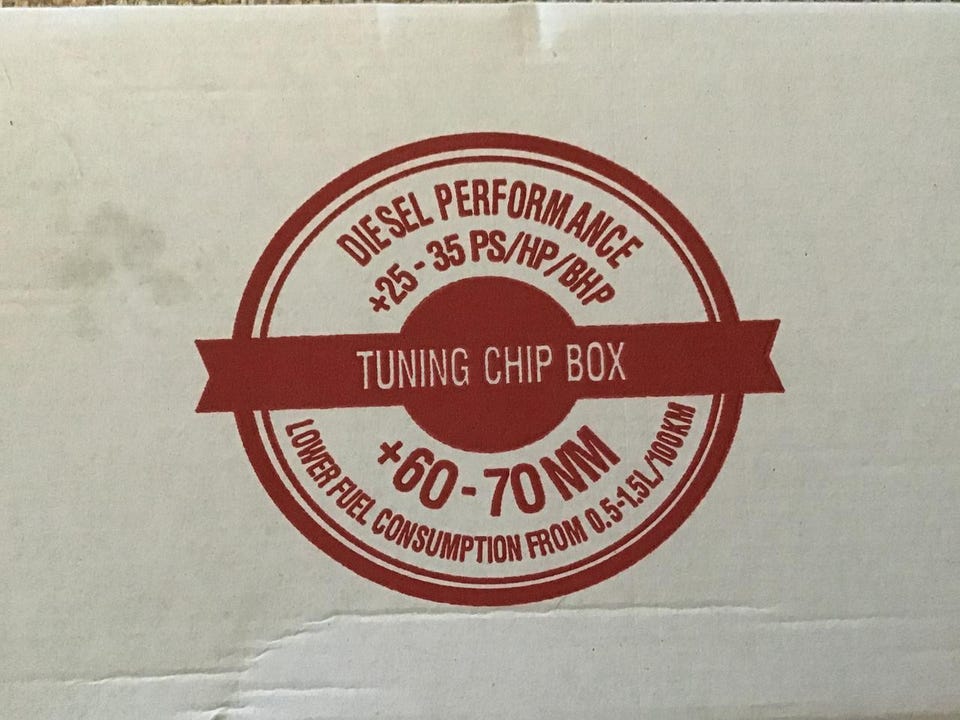 DIESEL PERFORMANCE
+25 - 35 PS/HP/BHP
TUNING CHIP BOX
+60 - 70 NM
LOWER FUEL CONSUMPTION FROM 0.5-1.5L/100KM